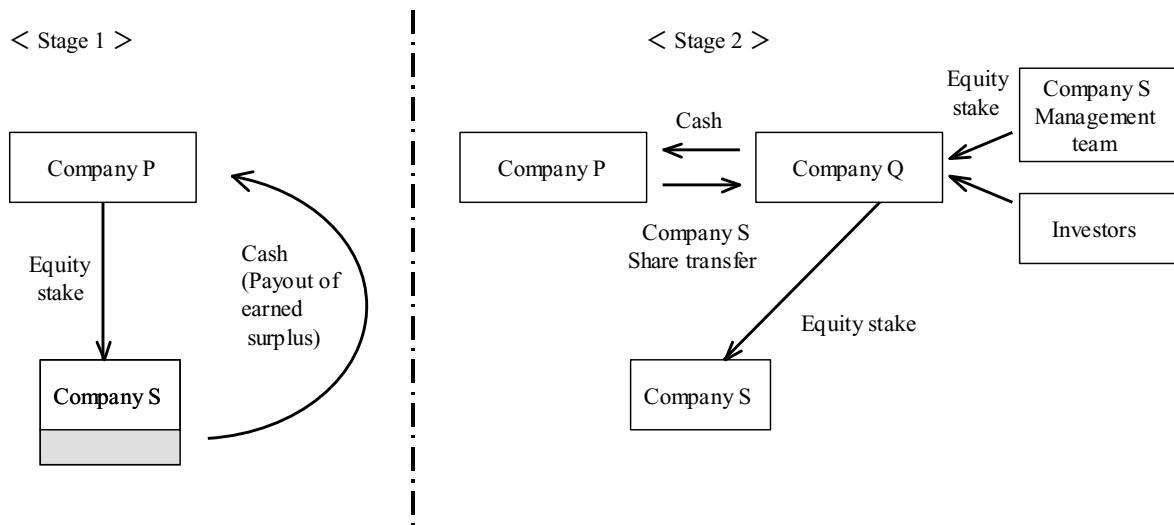 ＜ Stage 1 ＞
Company P
Equity
stake
Cash
(Payout of
earned
surplus)
Company S
＜ Stage 2 ＞
Company P
Cash
Company S
Share transfer
Company Q
Equity
stake
Company S
Management
team
Investors
Equity stake
Company S